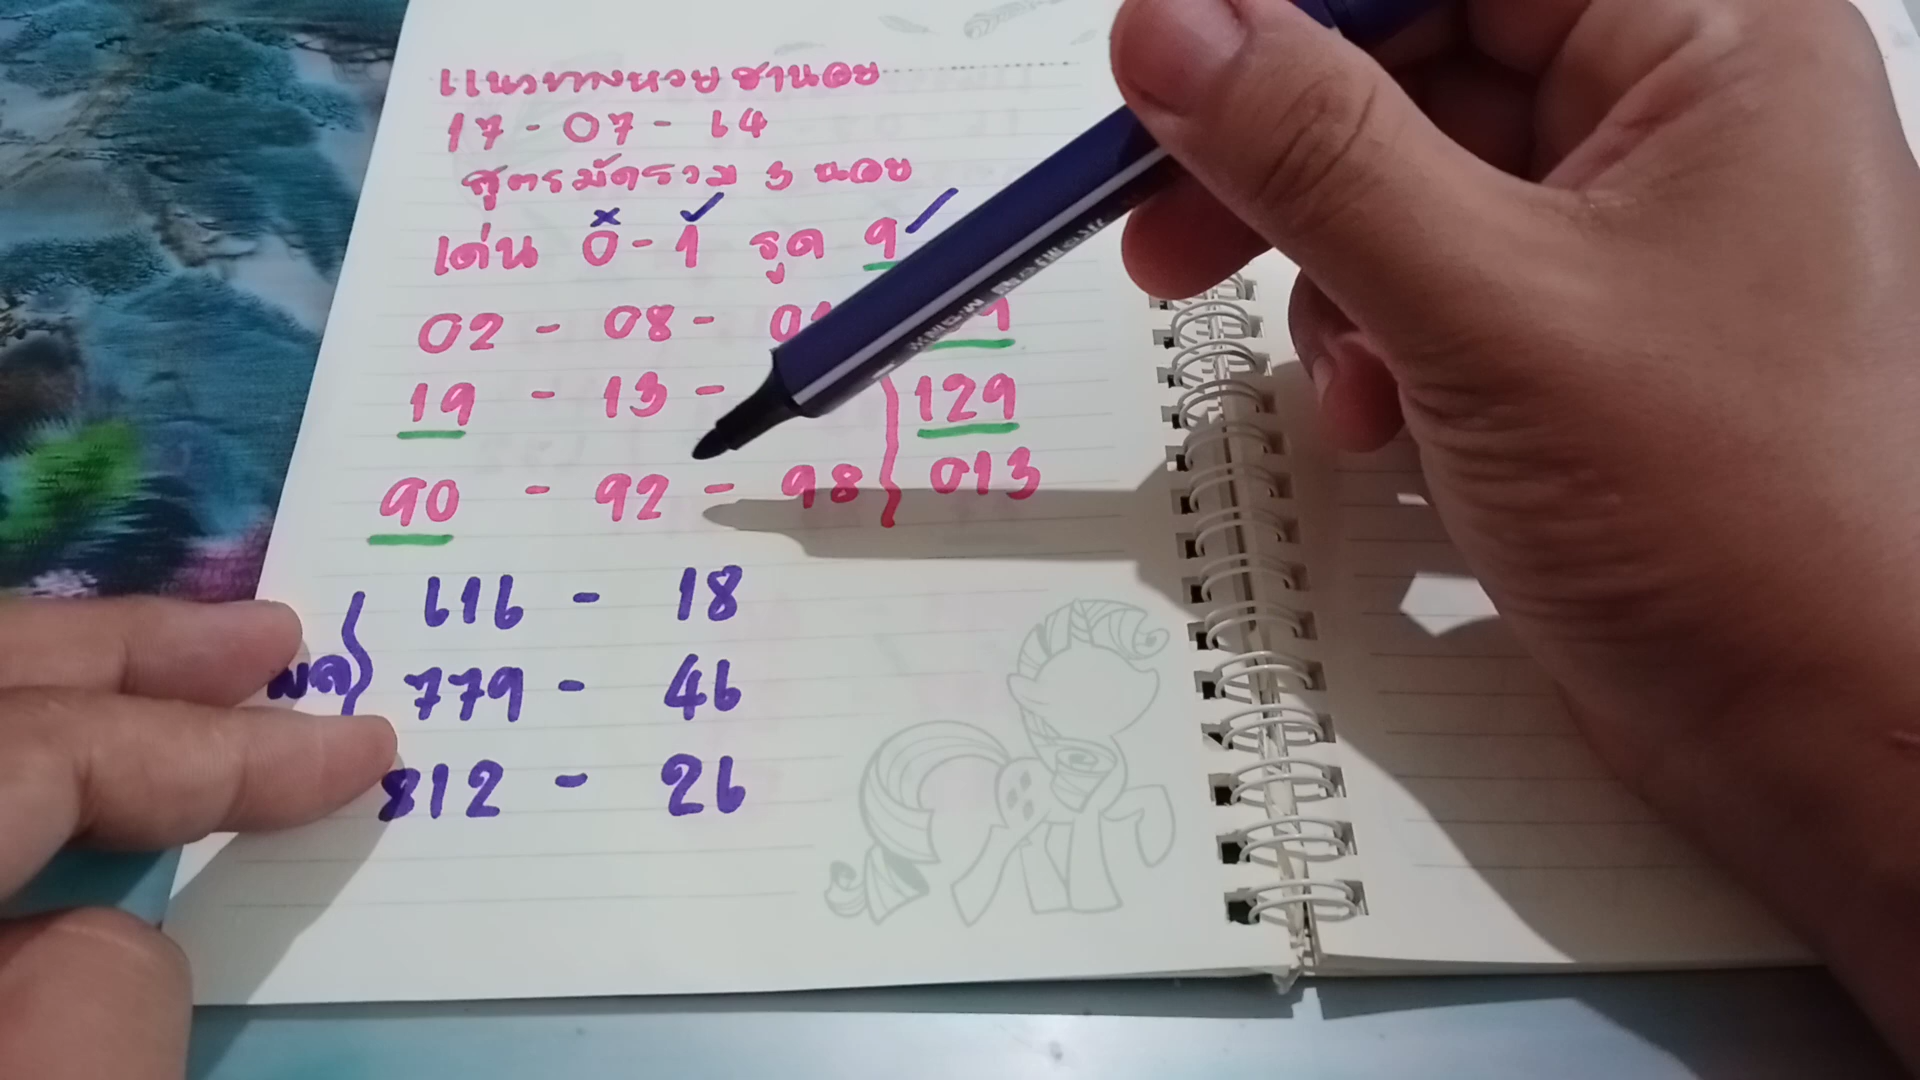 แนวทางหวยฮานอย
17-07-64
สูตรมัดรวม 3 นอย
เด่น 0-1 รูด 9
02 - 08 -
19 - 13 - 129
90 - 92 - 98 013
616 - 18
ผล 779 - 46
812 - 26